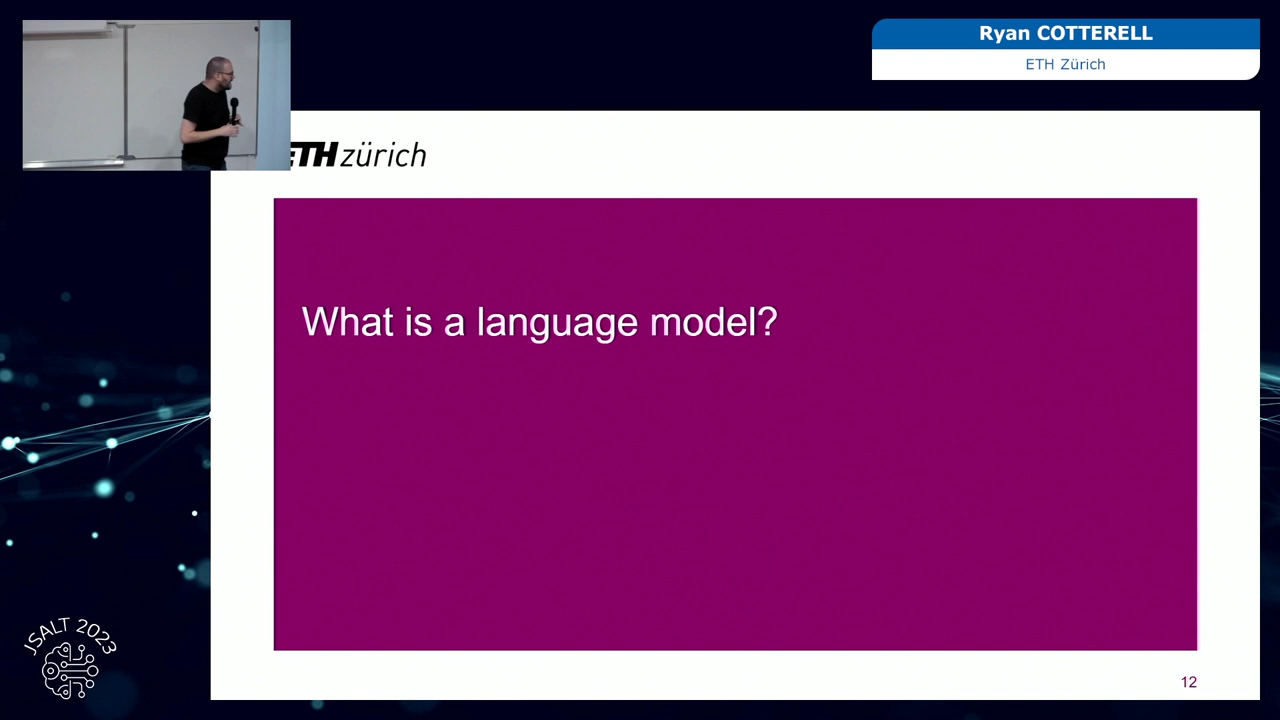 Ryan COTTERELL
ETH Zürich
ETH zürich
What is a language model?
12
JSALT 2023